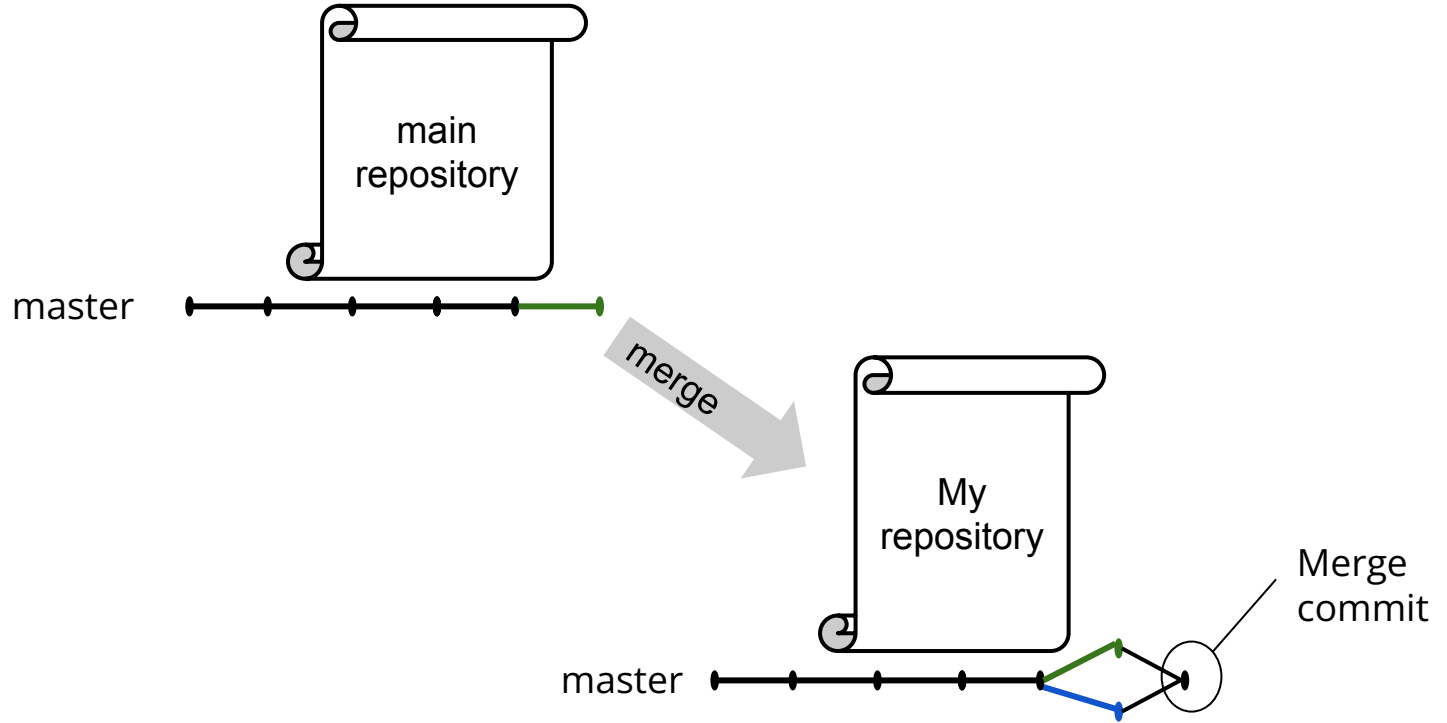 main
repository
master
merge
My
repository
Merge
commit
master